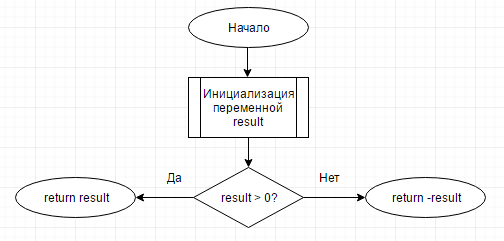 Начало
Инициализация
переменной
result
Да
Нет
return result
result > 0?
return -result